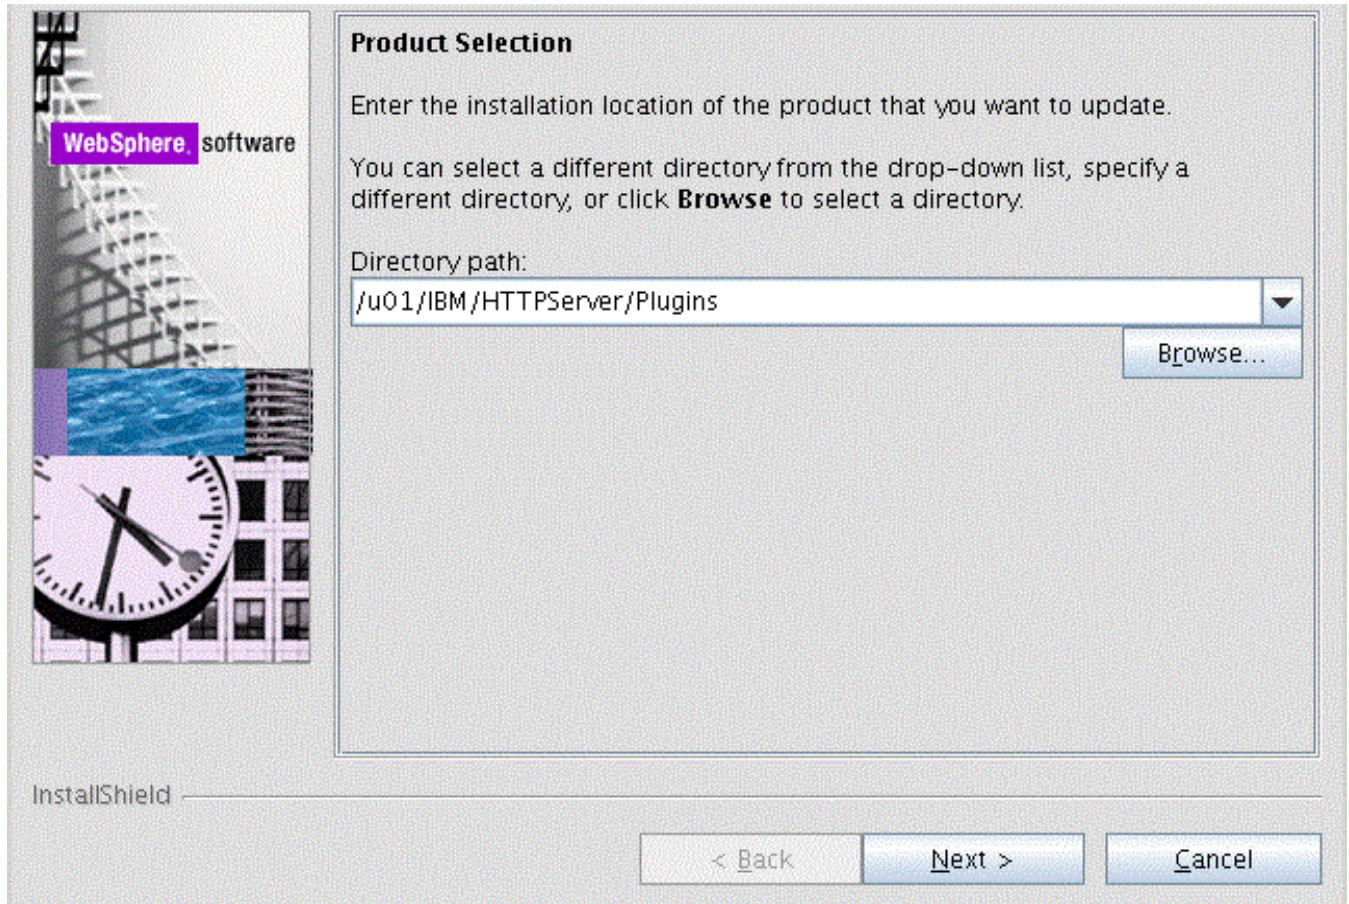 WebSphere. software
Product Selection
Enter the installation location of the product that you want to update.
You can select a different directory from the drop-down list, specify a
different directory, or click Browse to select a directory.
Directory path:
/u01/IBM/HTTPServer/Plugins
Browse...
InstallShield
< Back
Next >
Cancel